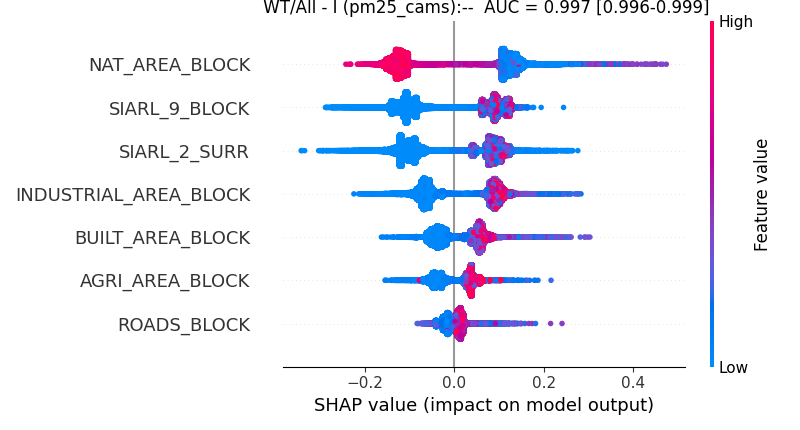 WT/All - I (pm25_cams):-- AUC = 0.997 [0.996-0.999]
High
NAT_AREA_BLOCK
SIARL_9_BLOCK
SIARL_2_SURR
INDUSTRIAL_AREA_BLOCK
BUILT_AREA_BLOCK
AGRI_AREA_BLOCK
ROADS_BLOCK
Feature value
Low
−0.2 0.0 0.2 0.4
SHAP value (impact on model output)